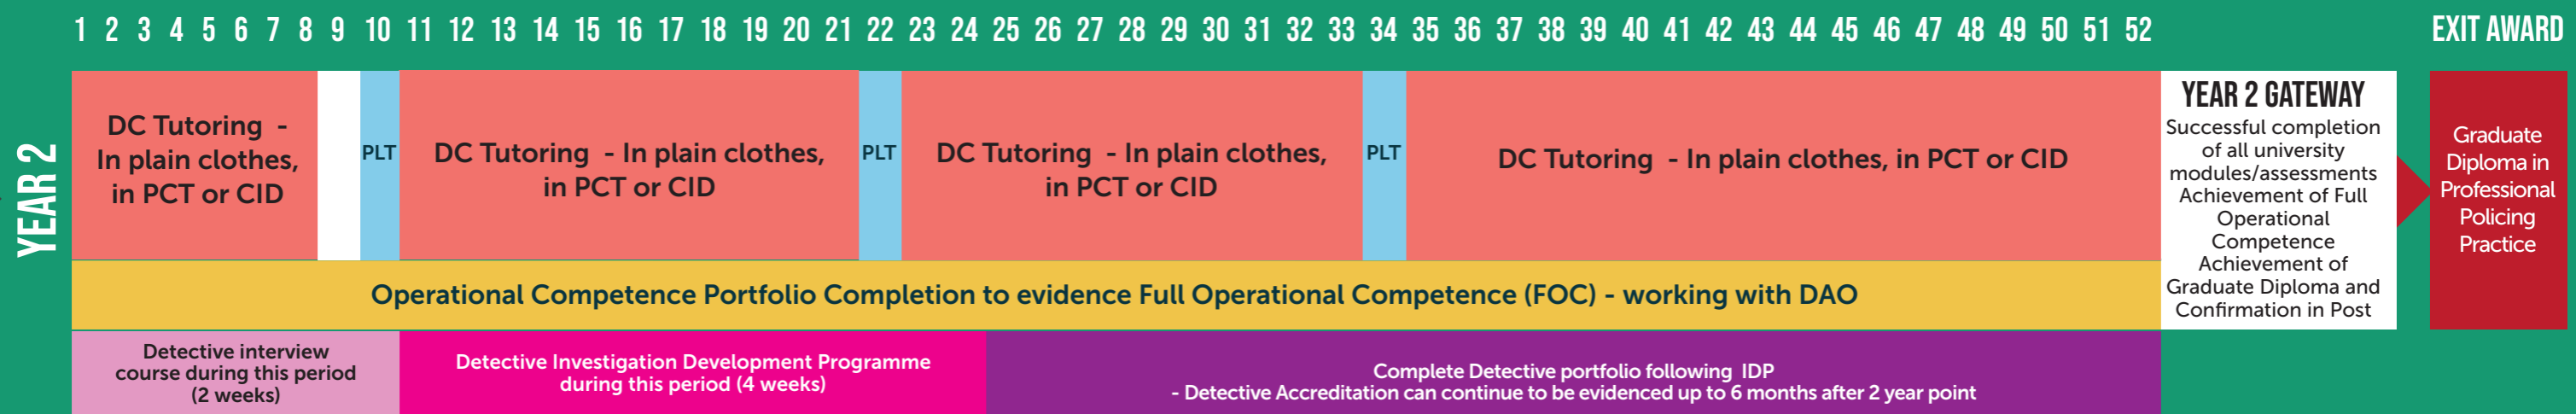 1 2 3 4 5 6 7 8 9 10 11 12 13 14 15 16 17 18 19 20 21 22 23 24 25 26 27 28 29 30 31 32 33 34 35 36 37 38 39 40 41 42 43 44 45 46 47 48 49 50 51 52
EXIT AWARD
YEAR 2
DC Tutoring -
In plain clothes,
in PCT or CID
PLT
DC Tutoring - In plain clothes,
in PCT or CID
PLT
DC Tutoring - In plain clothes,
in PCT or CID
PLT
DC Tutoring - In plain clothes, in PCT or CID
YEAR 2 GATEWAY
Successful completion
of all university
modules/assessments
Achievement of Full
Operational
Competence
Achievement of
Graduate Diploma and
Confirmation in Post
Graduate
Diploma in
Professional
Policing
Practice
Operational Competence Portfolio Completion to evidence Full Operational Competence (FOC) - working with DAO
Detective interview
course during this period
(2 weeks)
Detective Investigation Development Programme
during this period (4 weeks)
Complete Detective portfolio following IDP
- Detective Accreditation can continue to be evidenced up to 6 months after 2 year point